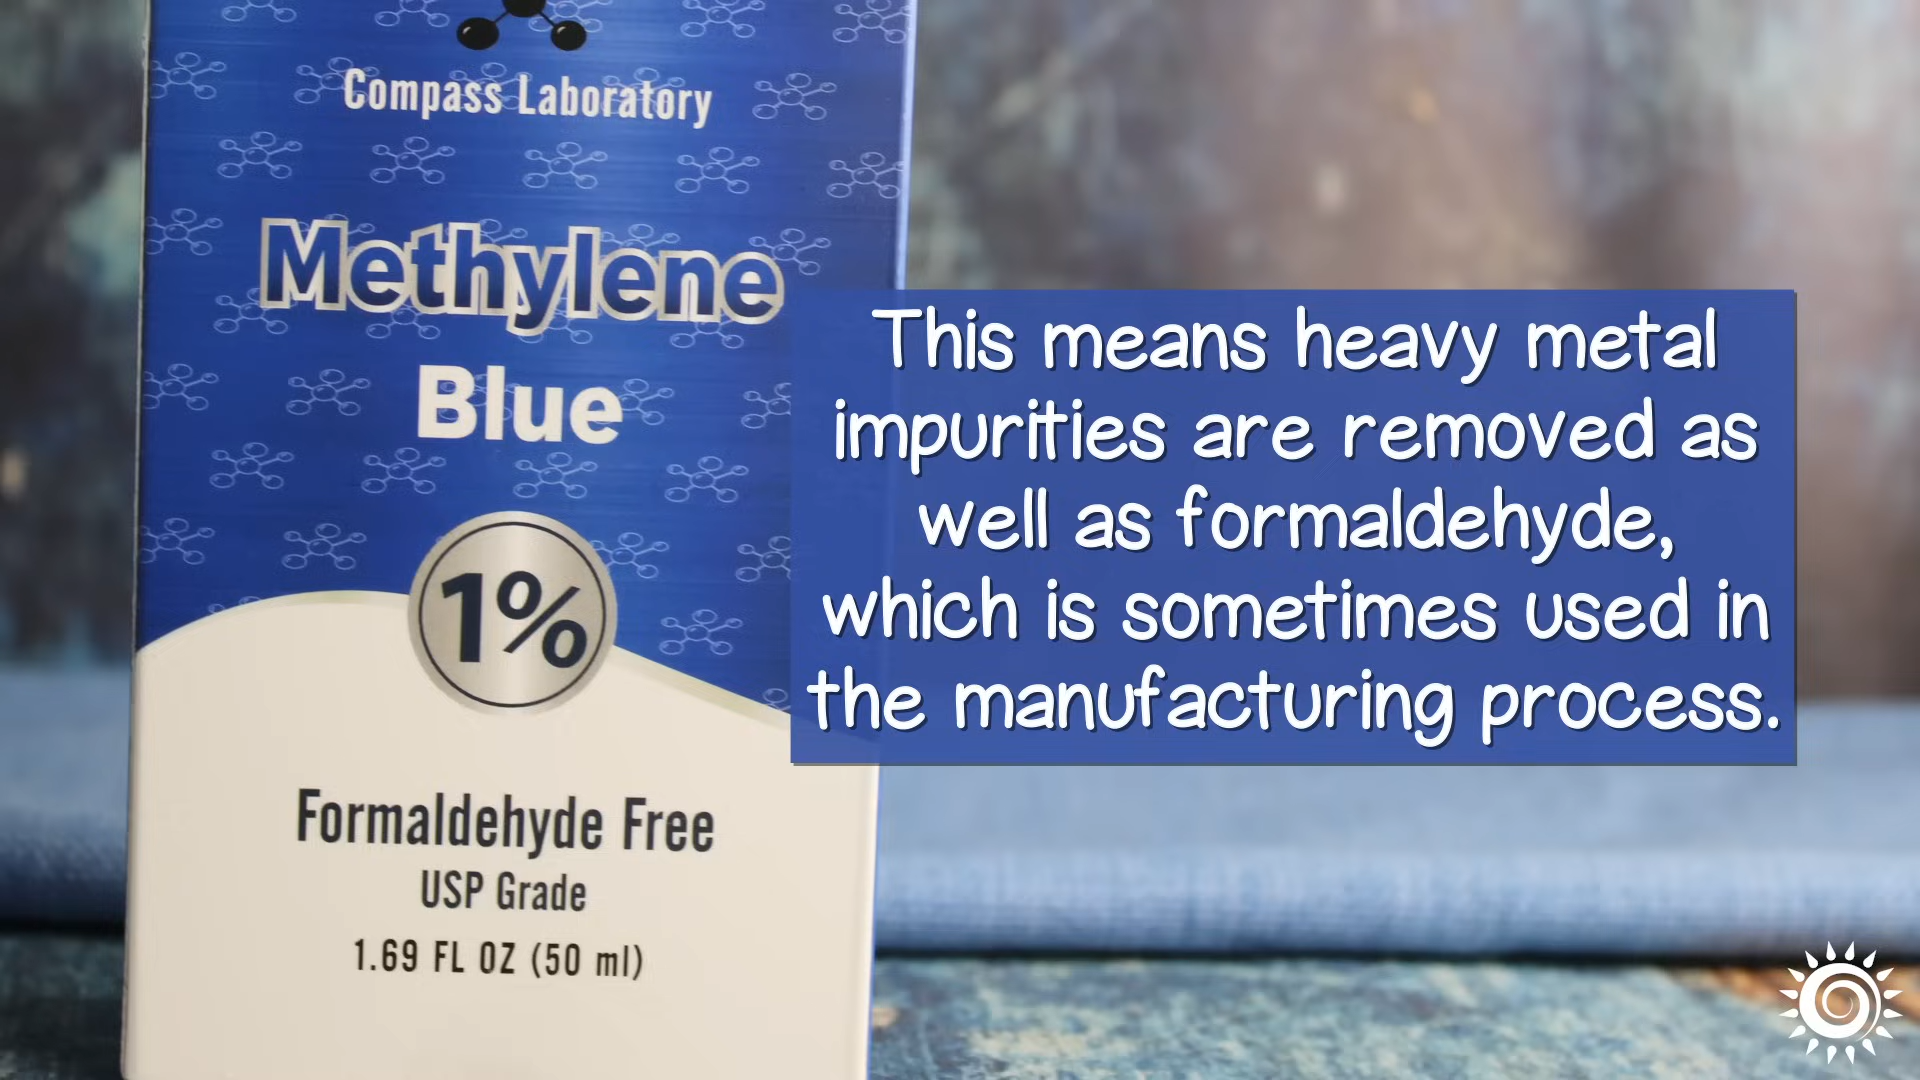 Compass Laboratory
Methylene
Blue
1%
Formaldehyde Free
USP Grade
1.69 FL OZ (50 ml)
This means heavy metal
impurities are removed as
well as formaldehyde,
which is sometimes used in
the manufacturing process.